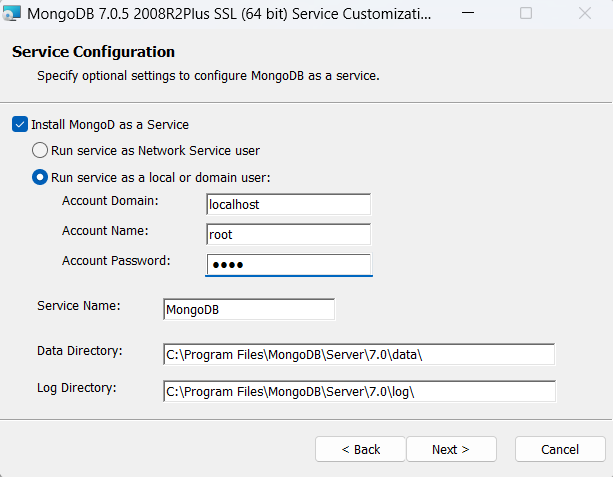 MongoDB 7.0.5 2008R2Plus SSL (64 bit) Service Customizati...
Service Configuration
Specify optional settings to configure MongoDB as a service.
Install MongoD as a Service
Run service as Network Service user
Run service as a local or domain user:
Account Domain: localhost
Account Name: root
Account Password: ●●●●
Service Name: MongoDB
Data Directory: C:\Program Files\MongoDB\Server\7.0\data\
Log Directory: C:\Program Files\MongoDB\Server\7.0\log\
< Back Next > Cancel